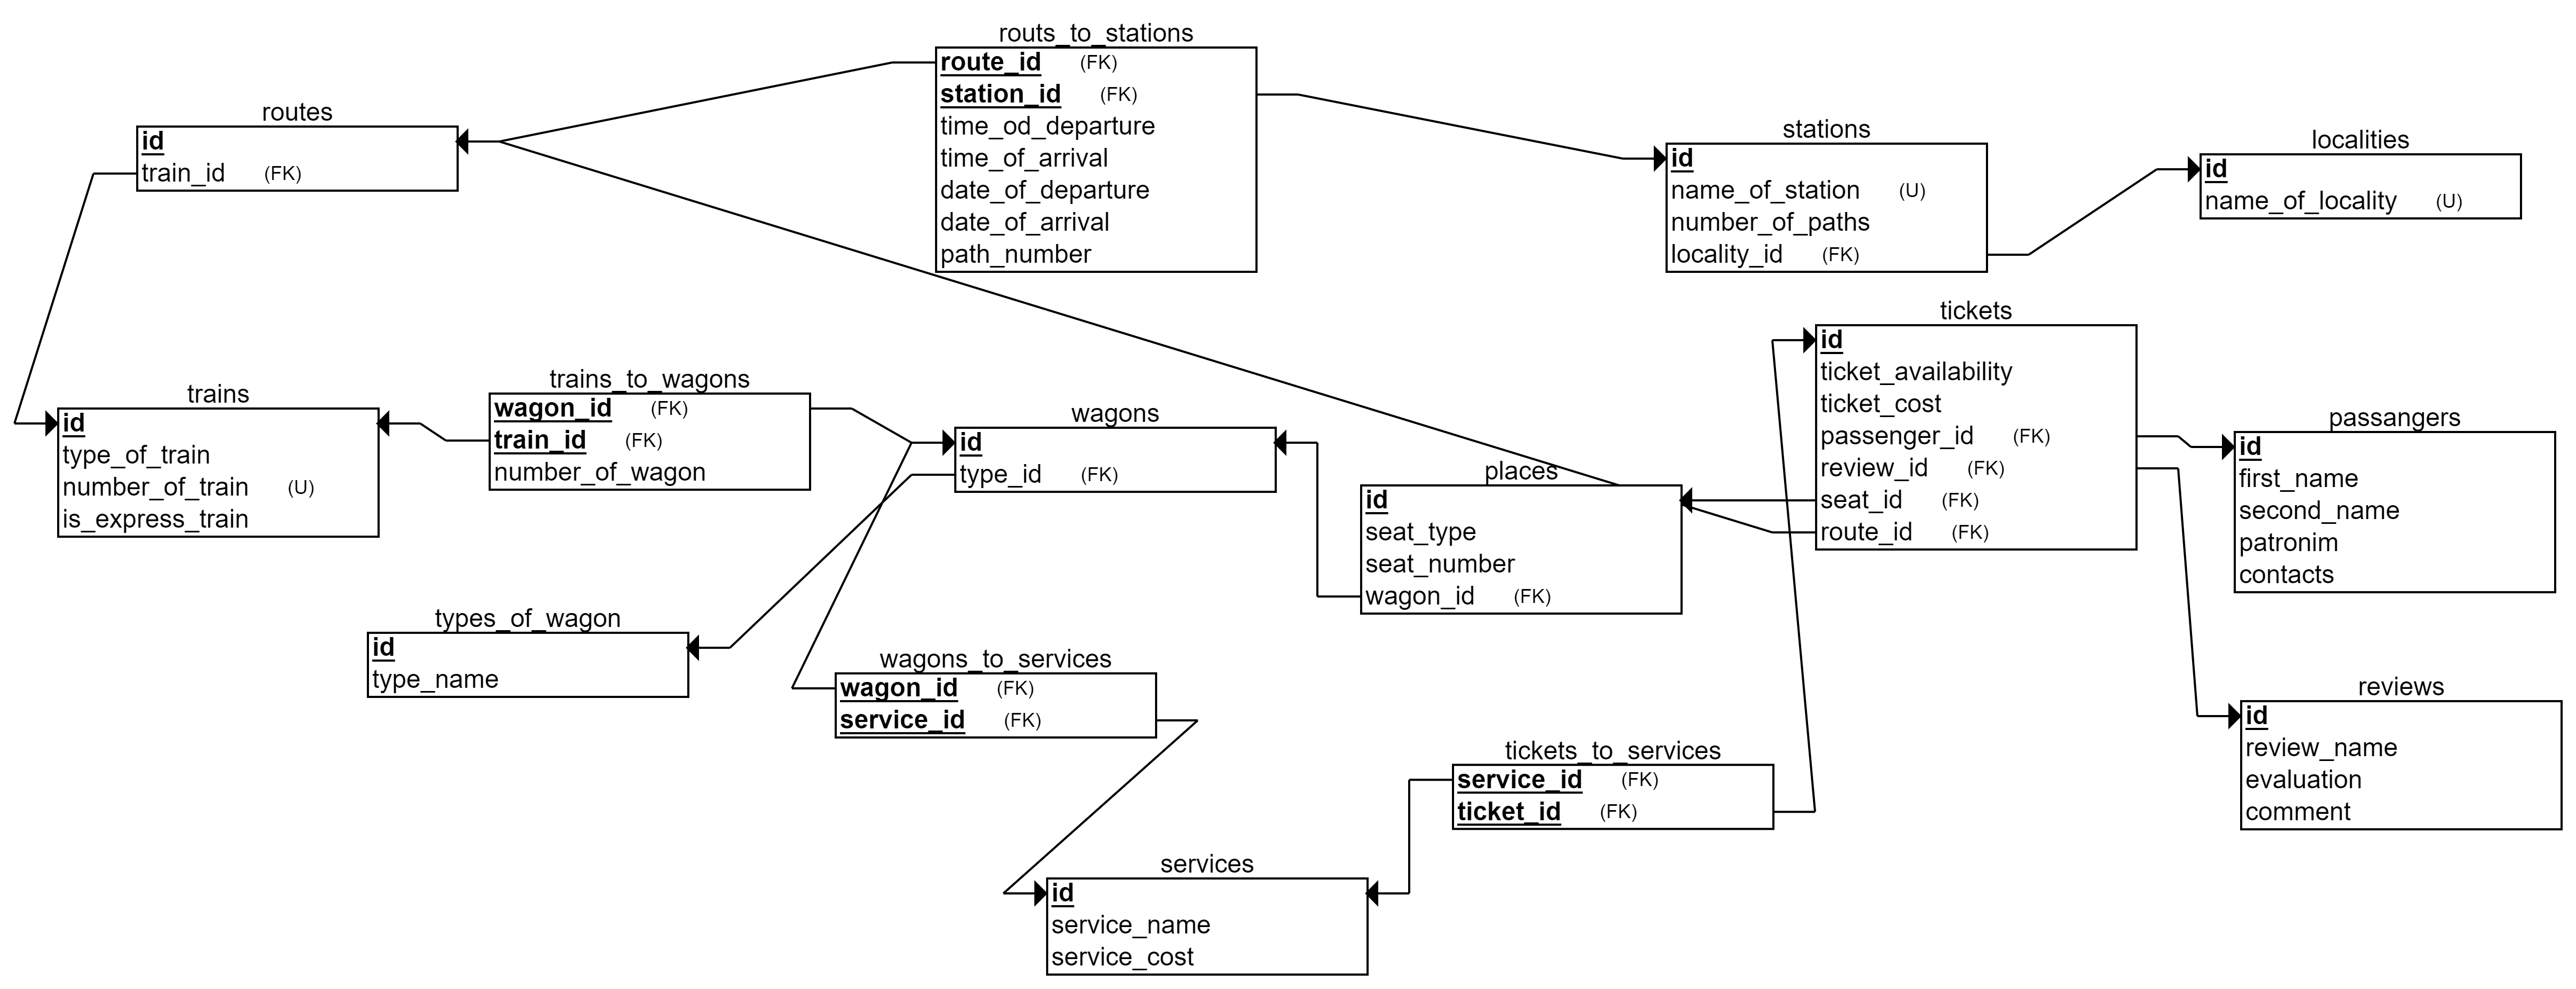 routs_to_stations
route_id (FK)
station_id (FK)
time_od_departure
time_of_arrival
date_of_departure
date_of_arrival
path_number
routes
id
train_id (FK)
stations
id
name_of_station (U)
number_of_paths
locality_id (FK)
localities
id
name_of_locality (U)
tickets
id
ticket_availability
ticket_cost
passenger_id (FK)
review_id (FK)
seat_id (FK)
route_id (FK)
trains
id
type_of_train
number_of_train (U)
is_express_train
trains_to_wagons
wagon_id (FK)
train_id (FK)
number_of_wagon
wagons
id
type_id (FK)
places
id
seat_type
seat_number
wagon_id (FK)
passangers
id
first_name
second_name
patronim
contacts
types_of_wagon
id
type_name
wagons_to_services
wagon_id (FK)
service_id (FK)
reviews
id
review_name
evaluation
comment
tickets_to_services
service_id (FK)
ticket_id (FK)
services
id
service_name
service_cost